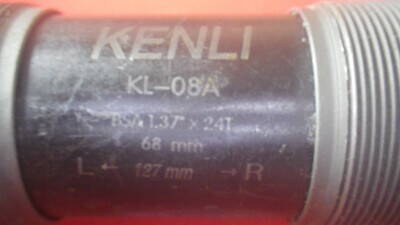 KENLI
KL-08A
BSA 1.37" × 24T
68 mm
L ← 127 mm → R